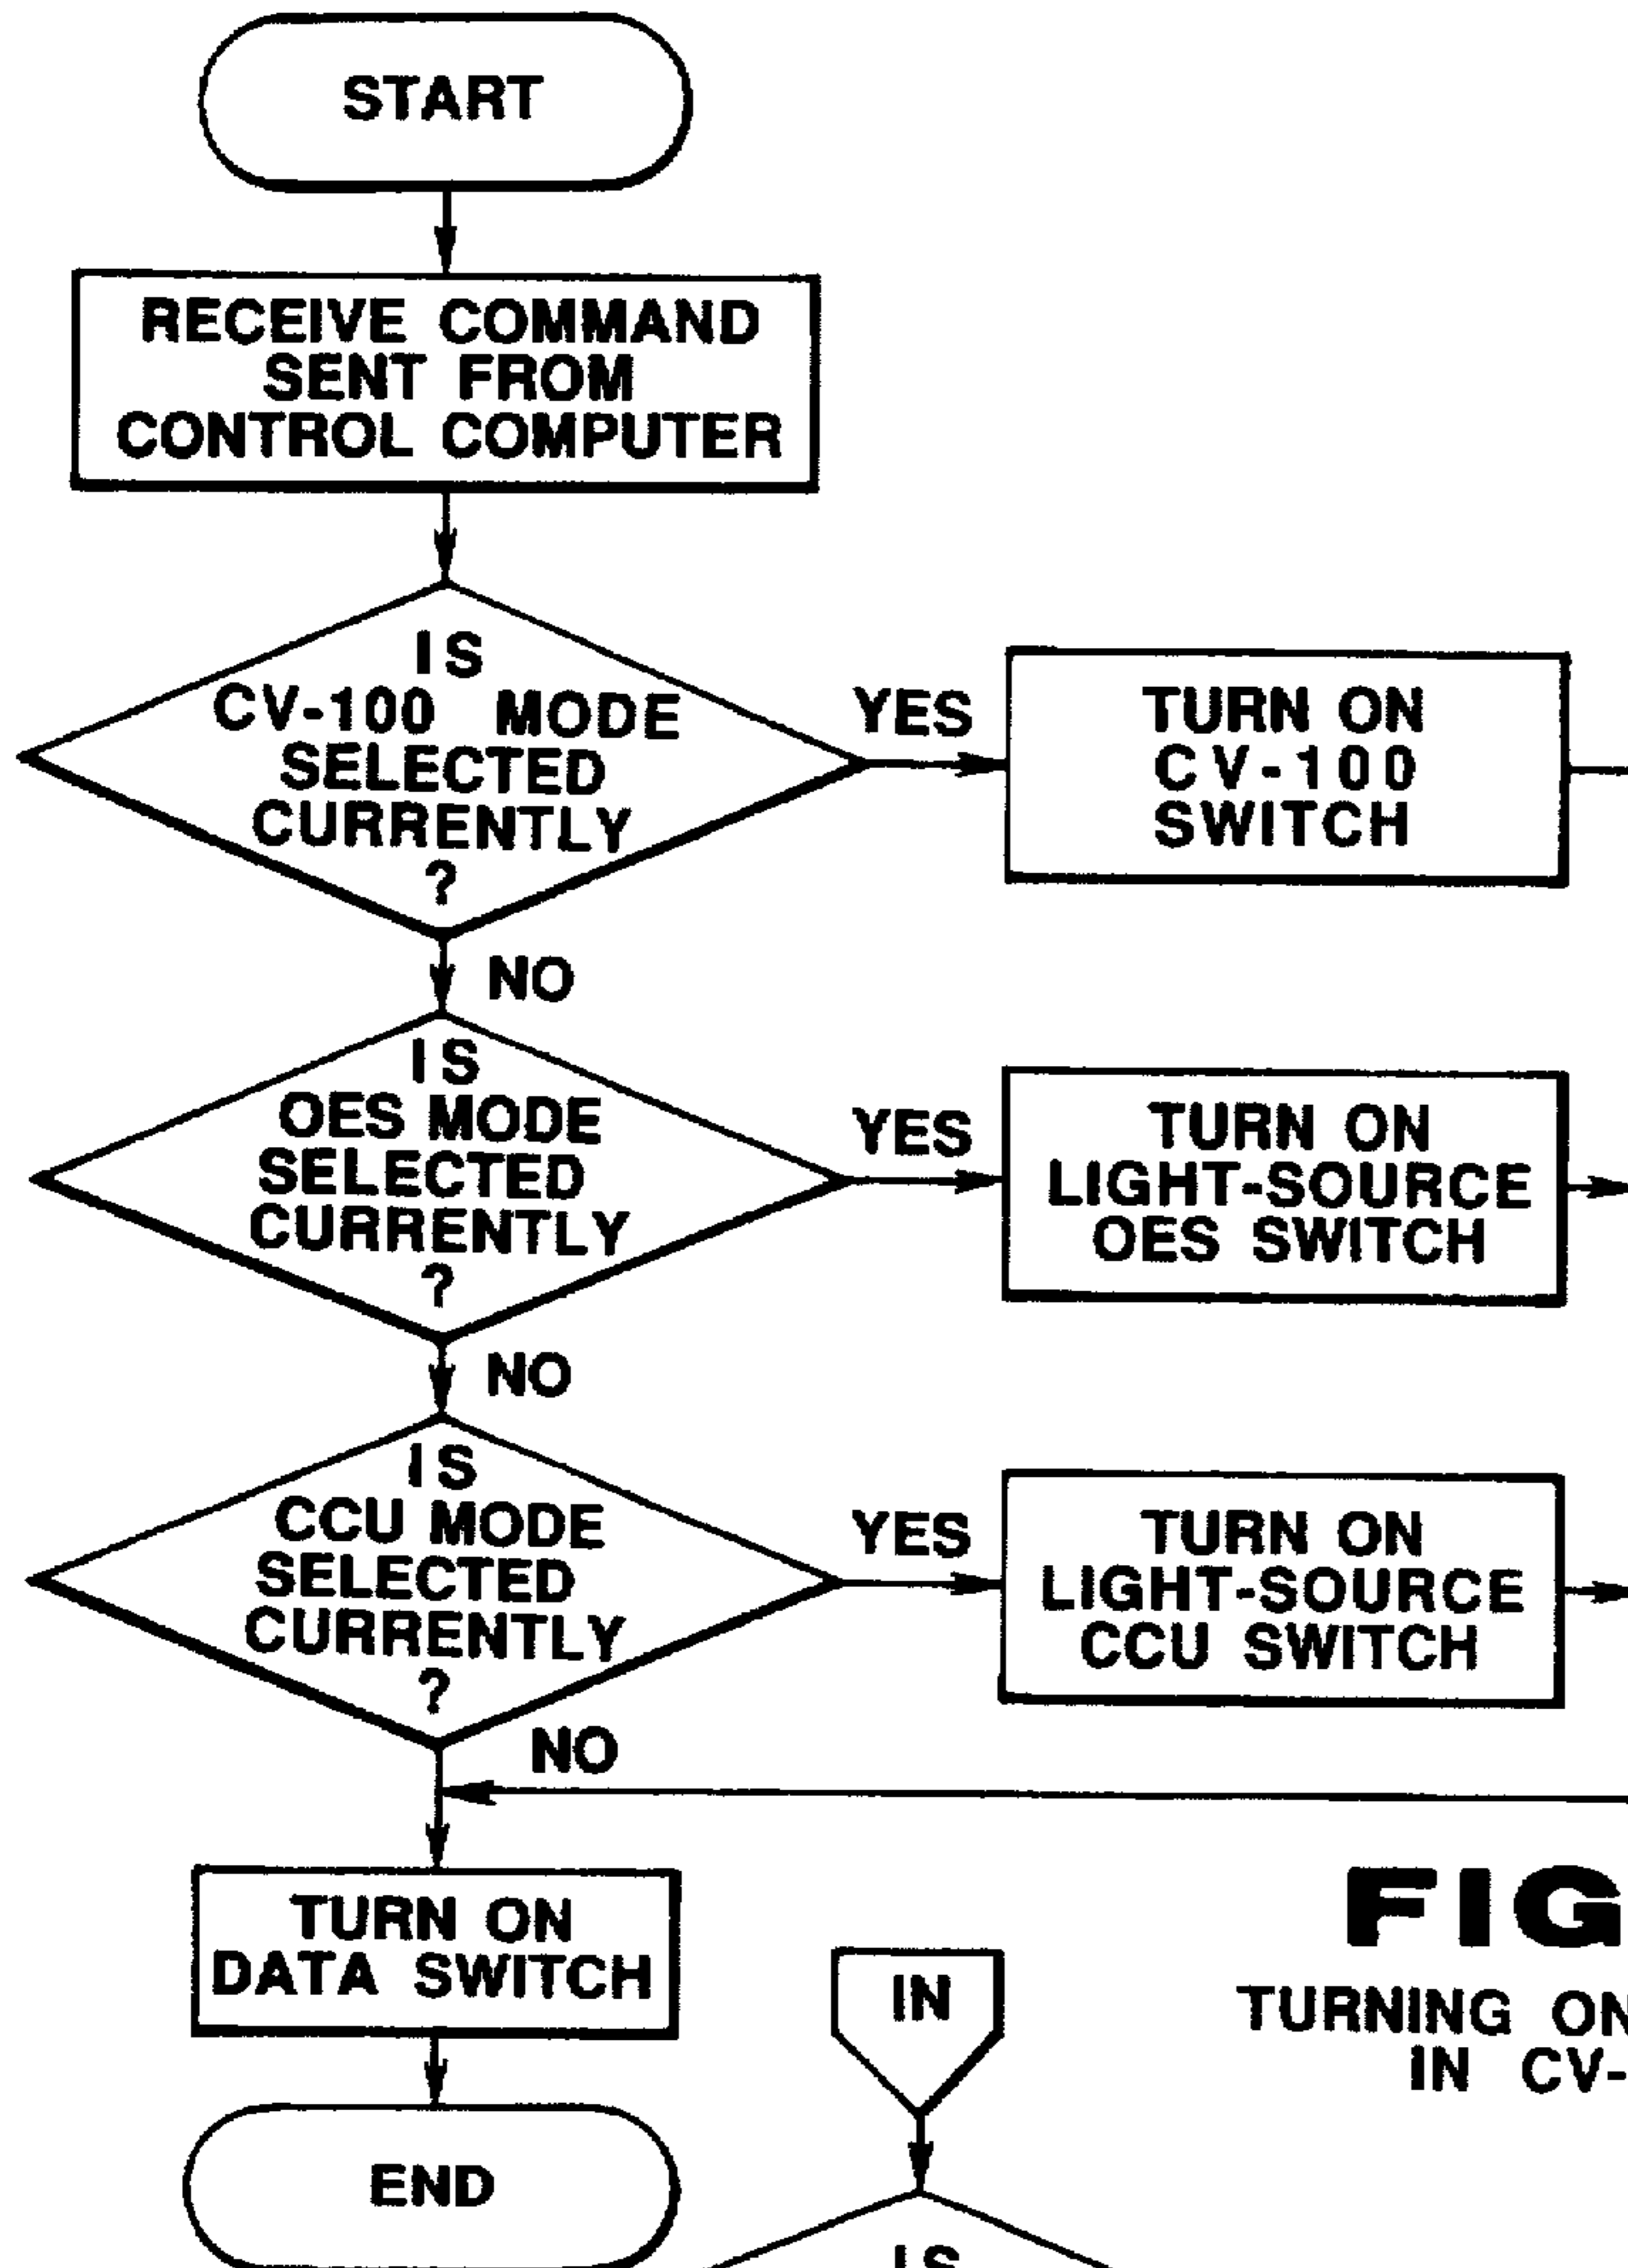 START
RECEIVE COMMAND
SENT FROM
CONTROL COMPUTER
IS
CV-100 MODE
SELECTED
CURRENTLY
?
YES
TURN ON
CV-100
SWITCH
NO
IS
OES MODE
SELECTED
CURRENTLY
?
YES
TURN ON
LIGHT-SOURCE
OES SWITCH
NO
IS
CCU MODE
SELECTED
CURRENTLY
?
YES
TURN ON
LIGHT-SOURCE
CCU SWITCH
NO
TURN ON
DATA SWITCH
END
IN
IS
FIG
TURNING ON
IN CV-